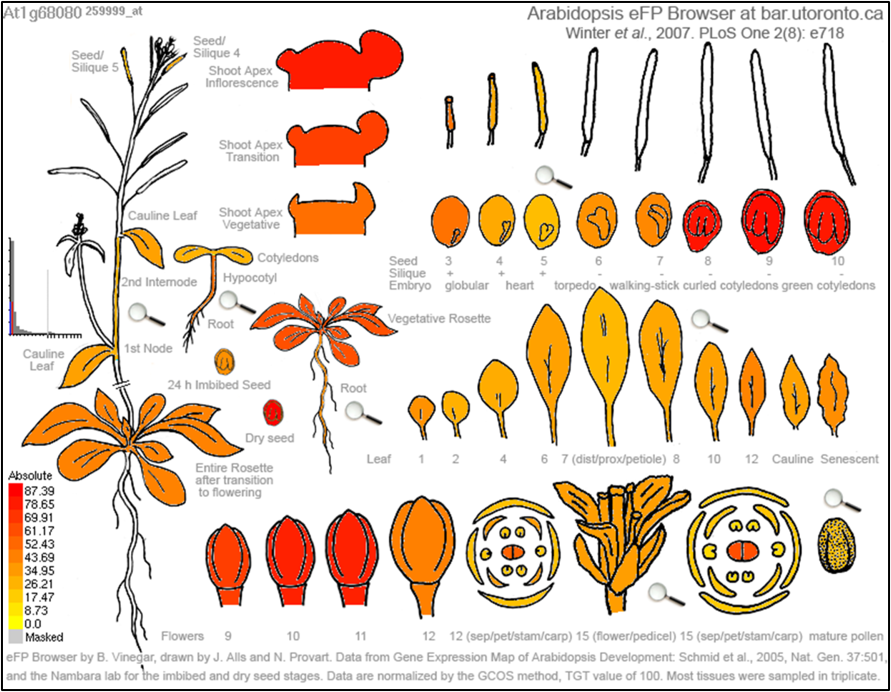 At1g68080 259999_at
Arabidopsis eFP Browser at bar.utoronto.ca
Winter et al., 2007. PLoS One 2(8): e718
Seed/
Silique 5
Seed/
Silique 4
Shoot Apex
Inflorescence
Shoot Apex
Transition
Shoot Apex
Vegetative
Cauline Leaf
2nd Internode
1st Node
Cauline
Leaf
Cotyledons
Hypocotyl
Root
24 h Imbibed Seed
Dry seed
Vegetative Rosette
Root
Entire Rosette
after transition
to flowering
Seed 3 4 5 6 7 8 9 10
Silique + + + - - - - -
Embryo globular heart torpedo walking-stick curled cotyledons green cotyledons
Leaf 1 2 4 6 7 (dist/prox/petiole) 8 10 12 Cauline Senescent
Absolute
87.39
78.65
69.91
61.17
52.43
43.69
34.95
26.21
17.47
8.73
0.0
Masked
Flowers 9 10 11 12 12 (sep/pet/stam/carp) 15 (flower/pedicel) 15 (sep/pet/stam/carp) mature pollen
eFP Browser by B. Vinegar, drawn by J. Alls and N. Provart. Data from Gene Expression Map of Arabidopsis Development: Schmid et al., 2005, Nat. Gen. 37:501,
and the Nambara lab for the imbibed and dry seed stages. Data are normalized by the GCOS method, TGT value of 100. Most tissues were sampled in triplicate.